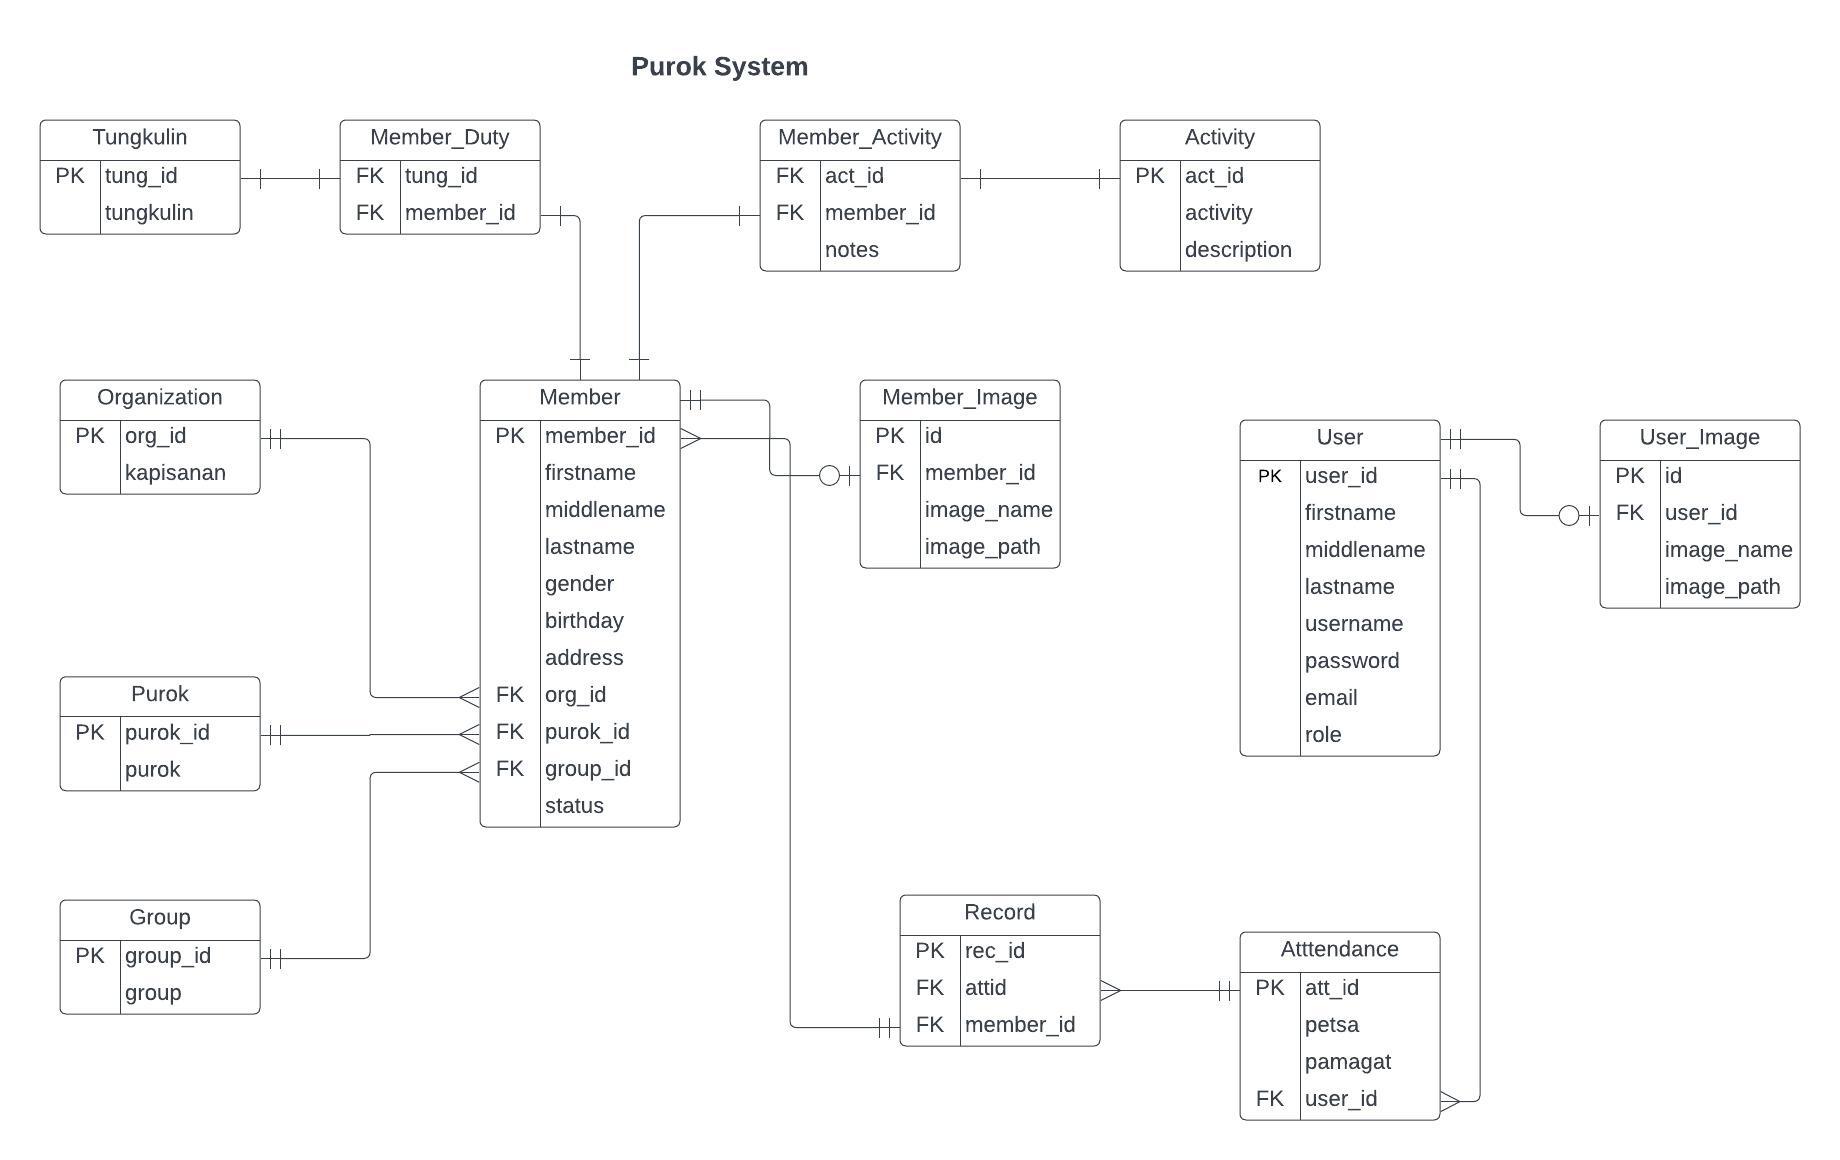 Purok System
Tungkulin
PK tung_id
tungkulin
Member_Duty
FK tung_id
FK member_id
Member_Activity
FK act_id
FK member_id
notes
Activity
PK act_id
activity
description
Organization
PK org_id
kapisanan
Member
PK member_id
firstname
middlename
lastname
gender
birthday
address
FK org_id
FK purok_id
FK group_id
status
Member_Image
PK id
FK member_id
image_name
image_path
User
PK user_id
firstname
middlename
lastname
username
password
email
role
User_Image
PK id
FK user_id
image_name
image_path
Purok
PK purok_id
purok
Group
PK group_id
group
Record
PK rec_id
FK attid
FK member_id
Atttendance
PK att_id
petsa
pamagat
FK user_id